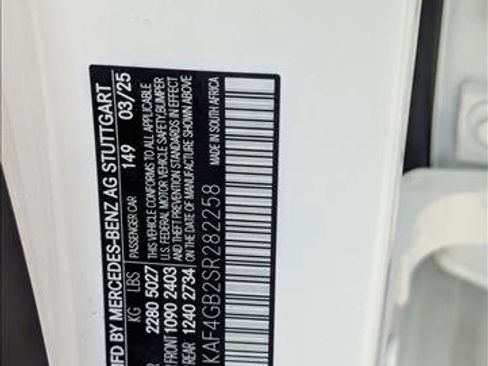 MFD BY MERCEDES-BENZ AG STUTTGART
PASSENGER CAR 149 03/25
KG LBS
2280 5027 THIS VEHICLE CONFORMS TO ALL APPLICABLE
U.S. FEDERAL MOTOR VEHICLE SAFETY, BUMPER
FRONT 1090 2403 AND THEFT PREVENTION STANDARDS IN EFFECT
REAR 1240 2734 ON THE DATE OF MANUFACTURE SHOWN ABOVE
MADE IN SOUTH AFRICA
KAF4GB2SR282258